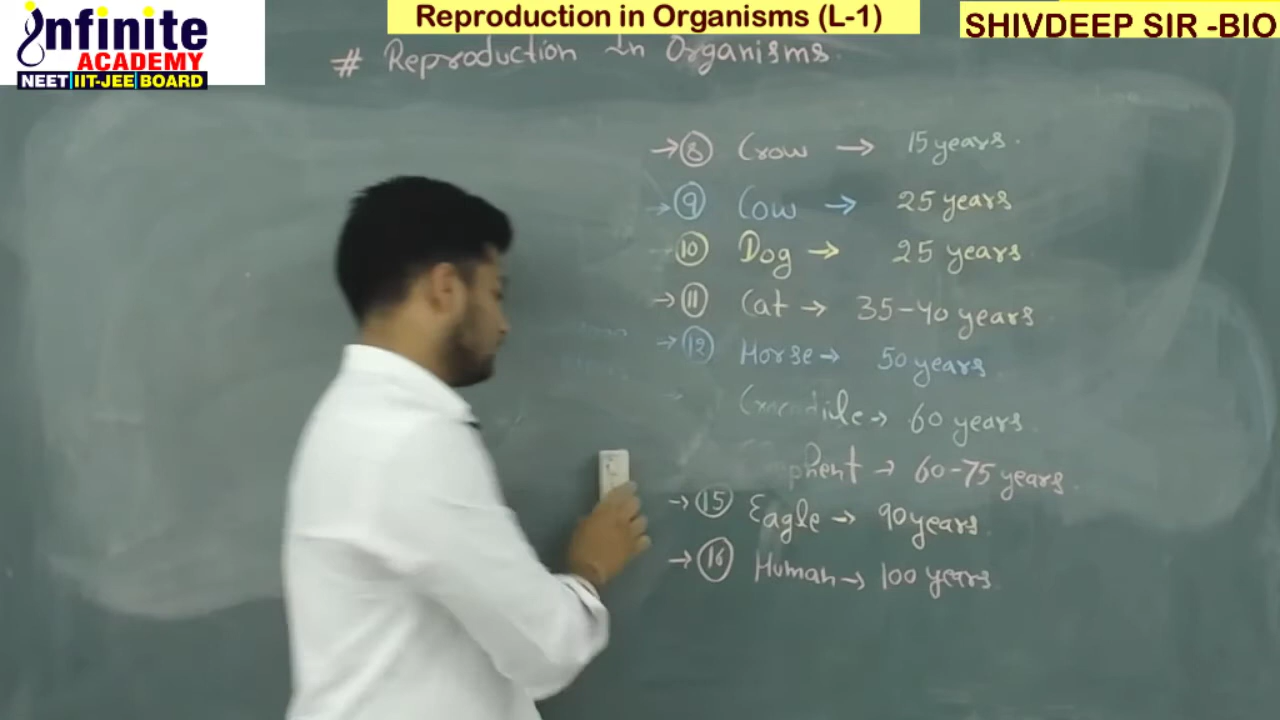 infinite
ACADEMY
NEET IIT-JEE BOARD
Reproduction in Organisms (L-1)
SHIVDEEP SIR -BIO
# Reproduction in Organisms.
→ 8 Crow → 15 years.
→ 9 Cow → 25 years
→ 10 Dog → 25 years
→ 11 Cat → 35-40 years
→ 12 Horse → 50 years
Crocodile → 60 years
phent → 60-75 years
→ 15 Eagle → 90 years
→ 16 Human → 100 years